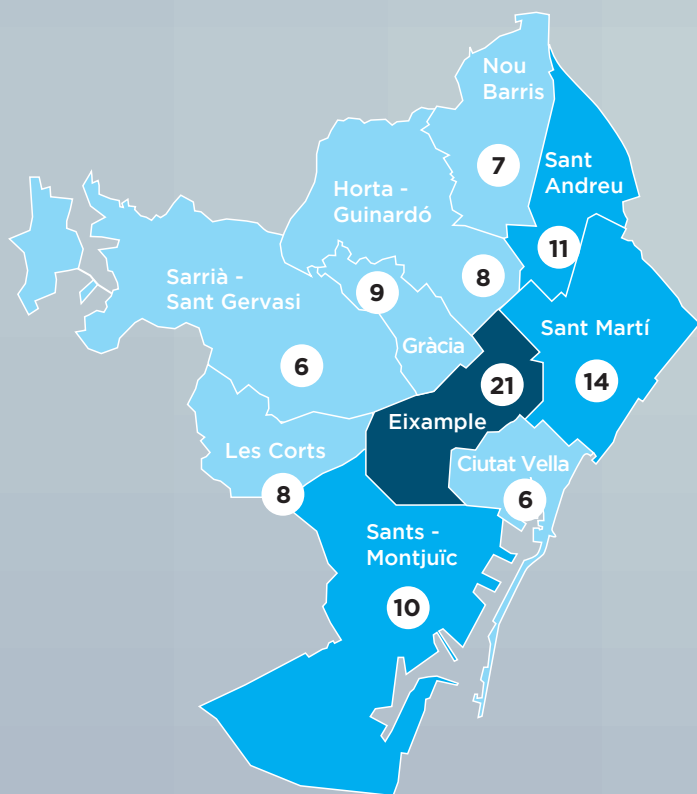 Nou
Barris
7
Sant
Andreu
11
Horta -
Guinardó
8
9
Gràcia
Sarrià -
Sant Gervasi
6
Sant Martí
14
21
Eixample
Les Corts
8
Ciutat Vella
6
Sants -
Montjuïc
10